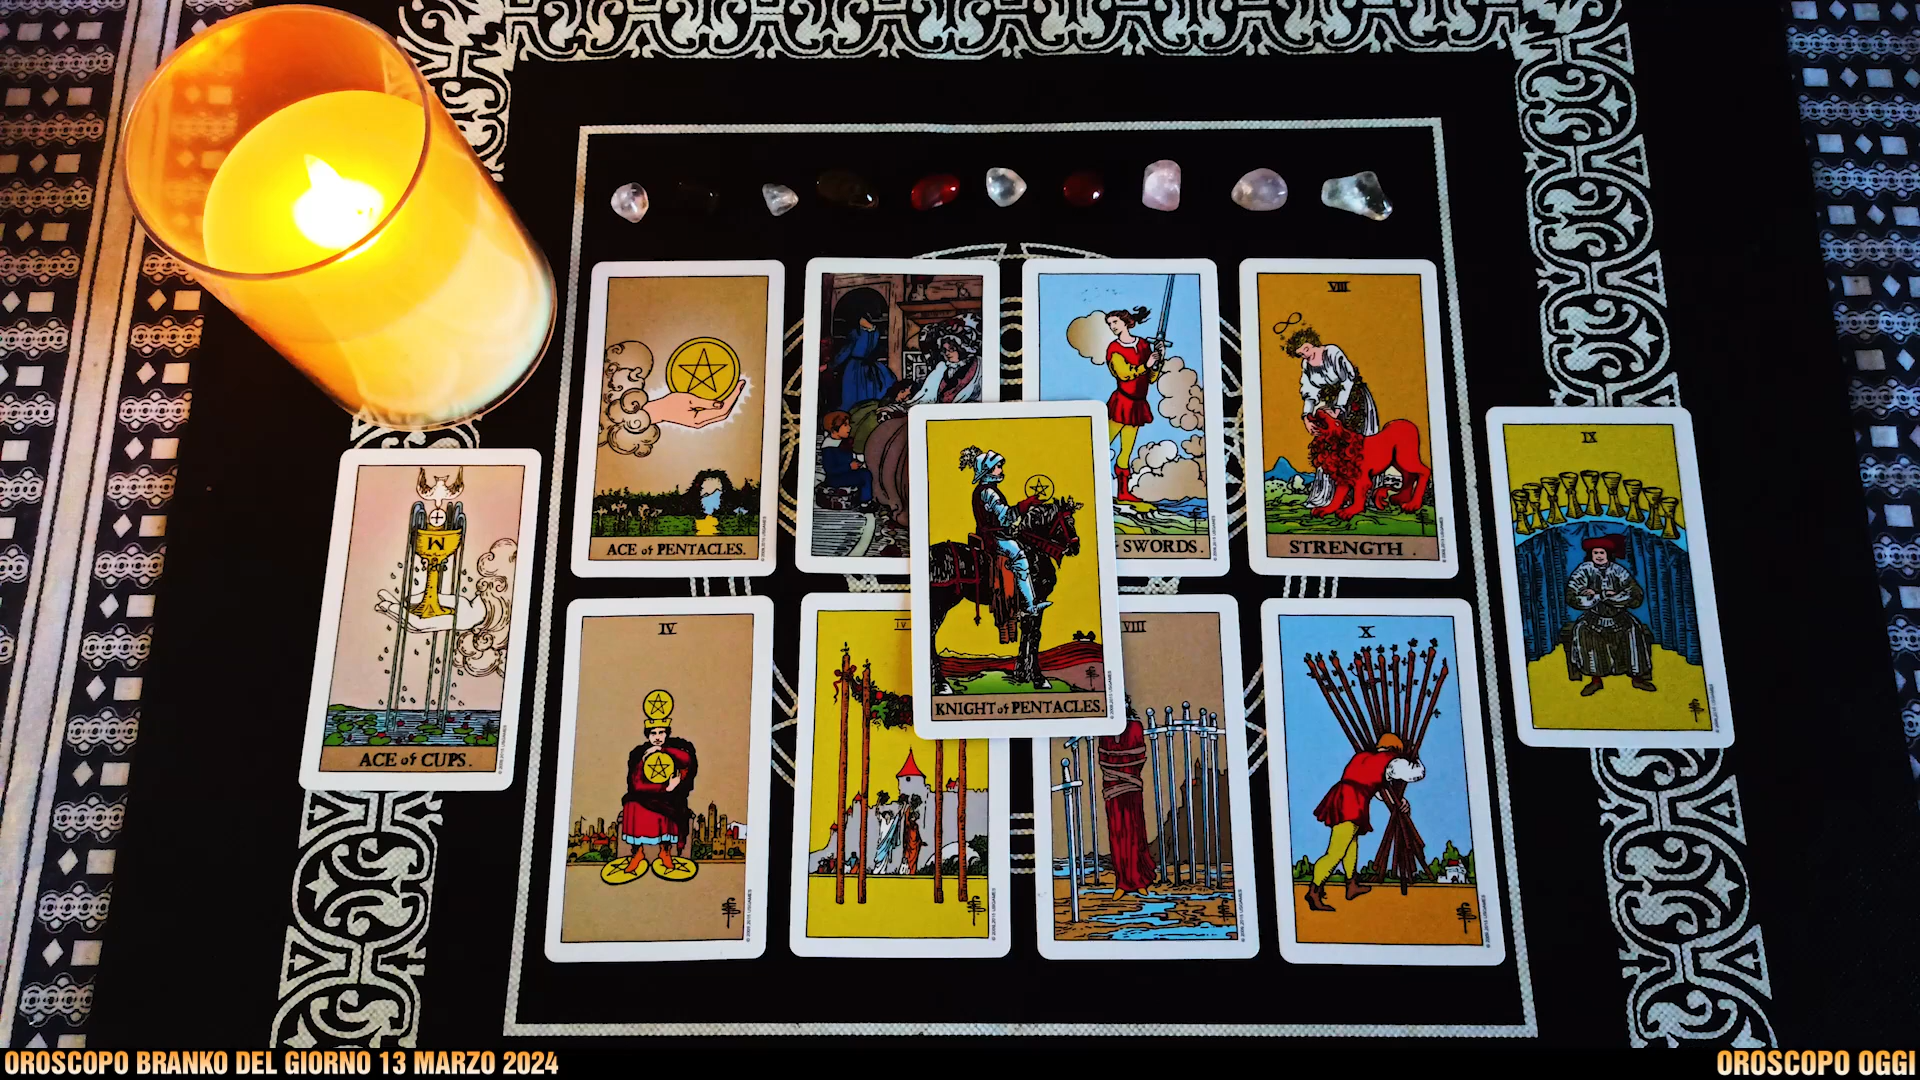 VIII
ACE of PENTACLES.
SWORDS.
STRENGTH.
IX
M
ACE of CUPS.
KNIGHT of PENTACLES.
IV
IV
VIII
X
OROSCOPO BRANKO DEL GIORNO 13 MARZO 2024
OROSCOPO OGGI